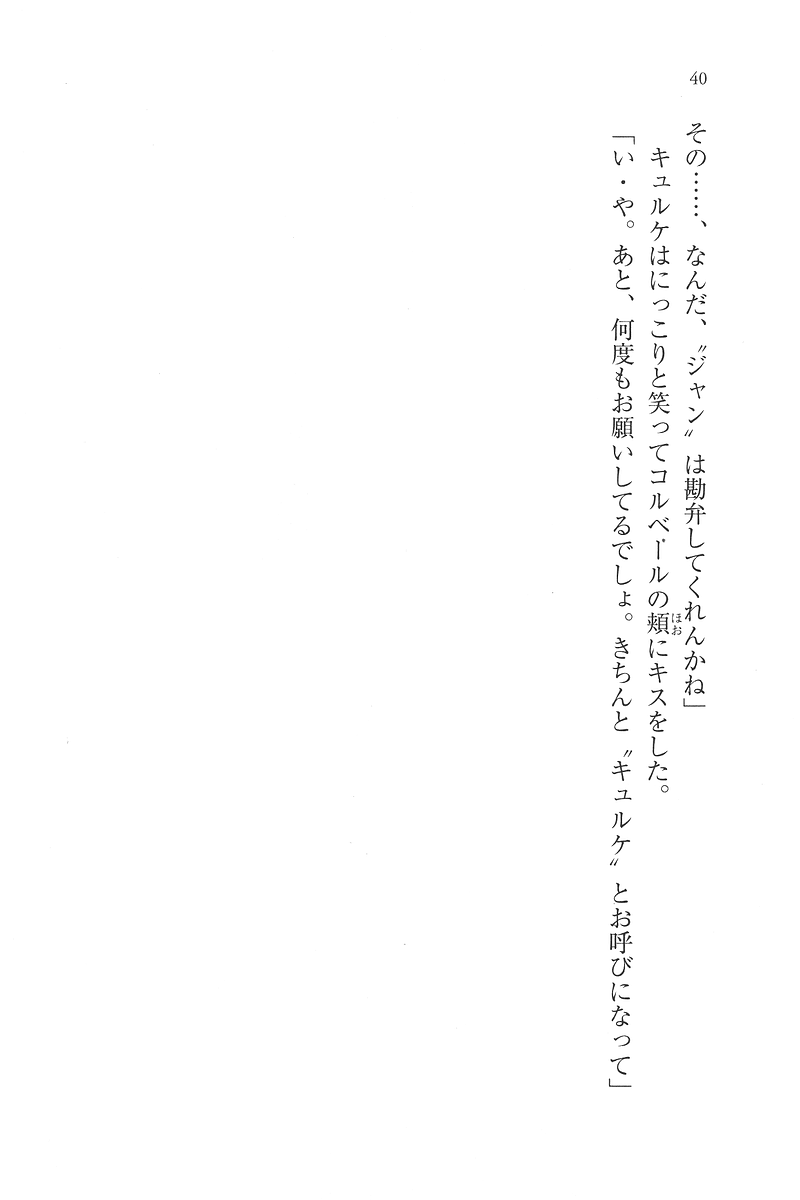 40
その……、なんだ、〝ジャン〟は勘弁してくれんかね」
キュルケはにっこりと笑ってコルベールの頬にキスをした。
ほお
「い・や。あと、何度もお願いしてるでしょ。きちんと〝キュルケ〟とお呼びになって」